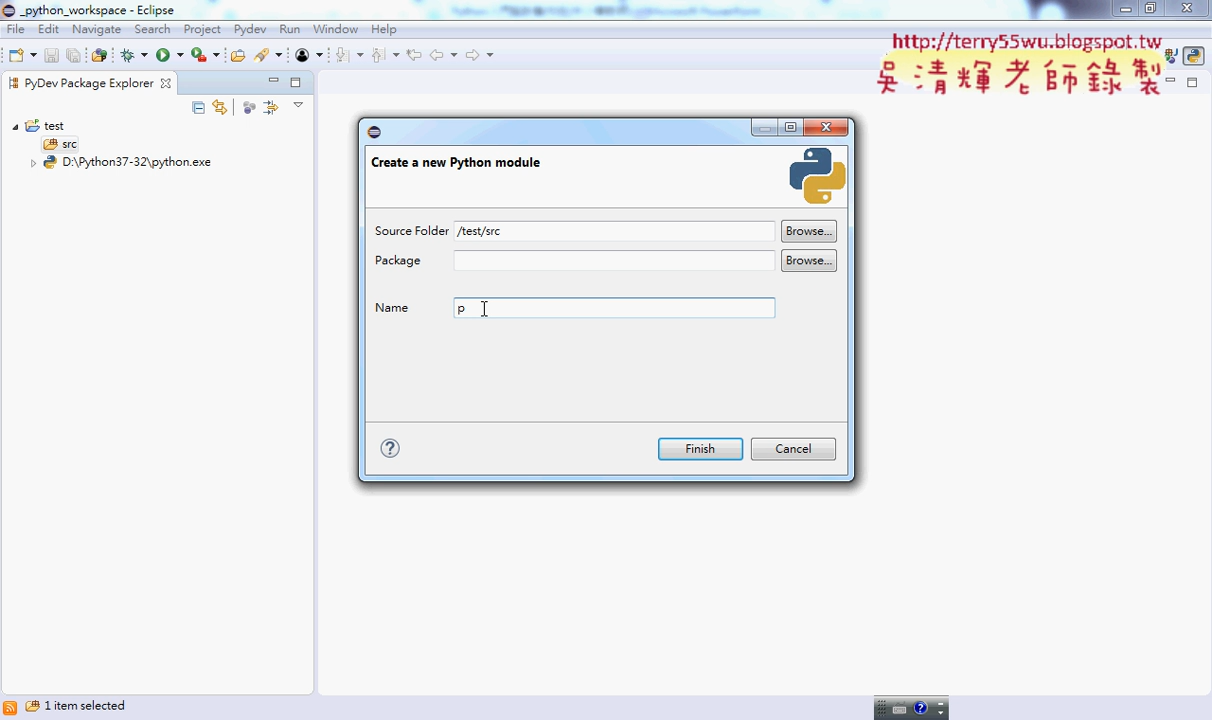 _python_workspace - Eclipse
File Edit Navigate Search Project Pydev Run Window Help
http://terry55wu.blogspot.tw
吳清輝老師錄製
PyDev Package Explorer
test
src
D:\Python37-32\python.exe
Create a new Python module
Source Folder /test/src Browse...
Package Browse...
Name p
Finish Cancel
1 item selected